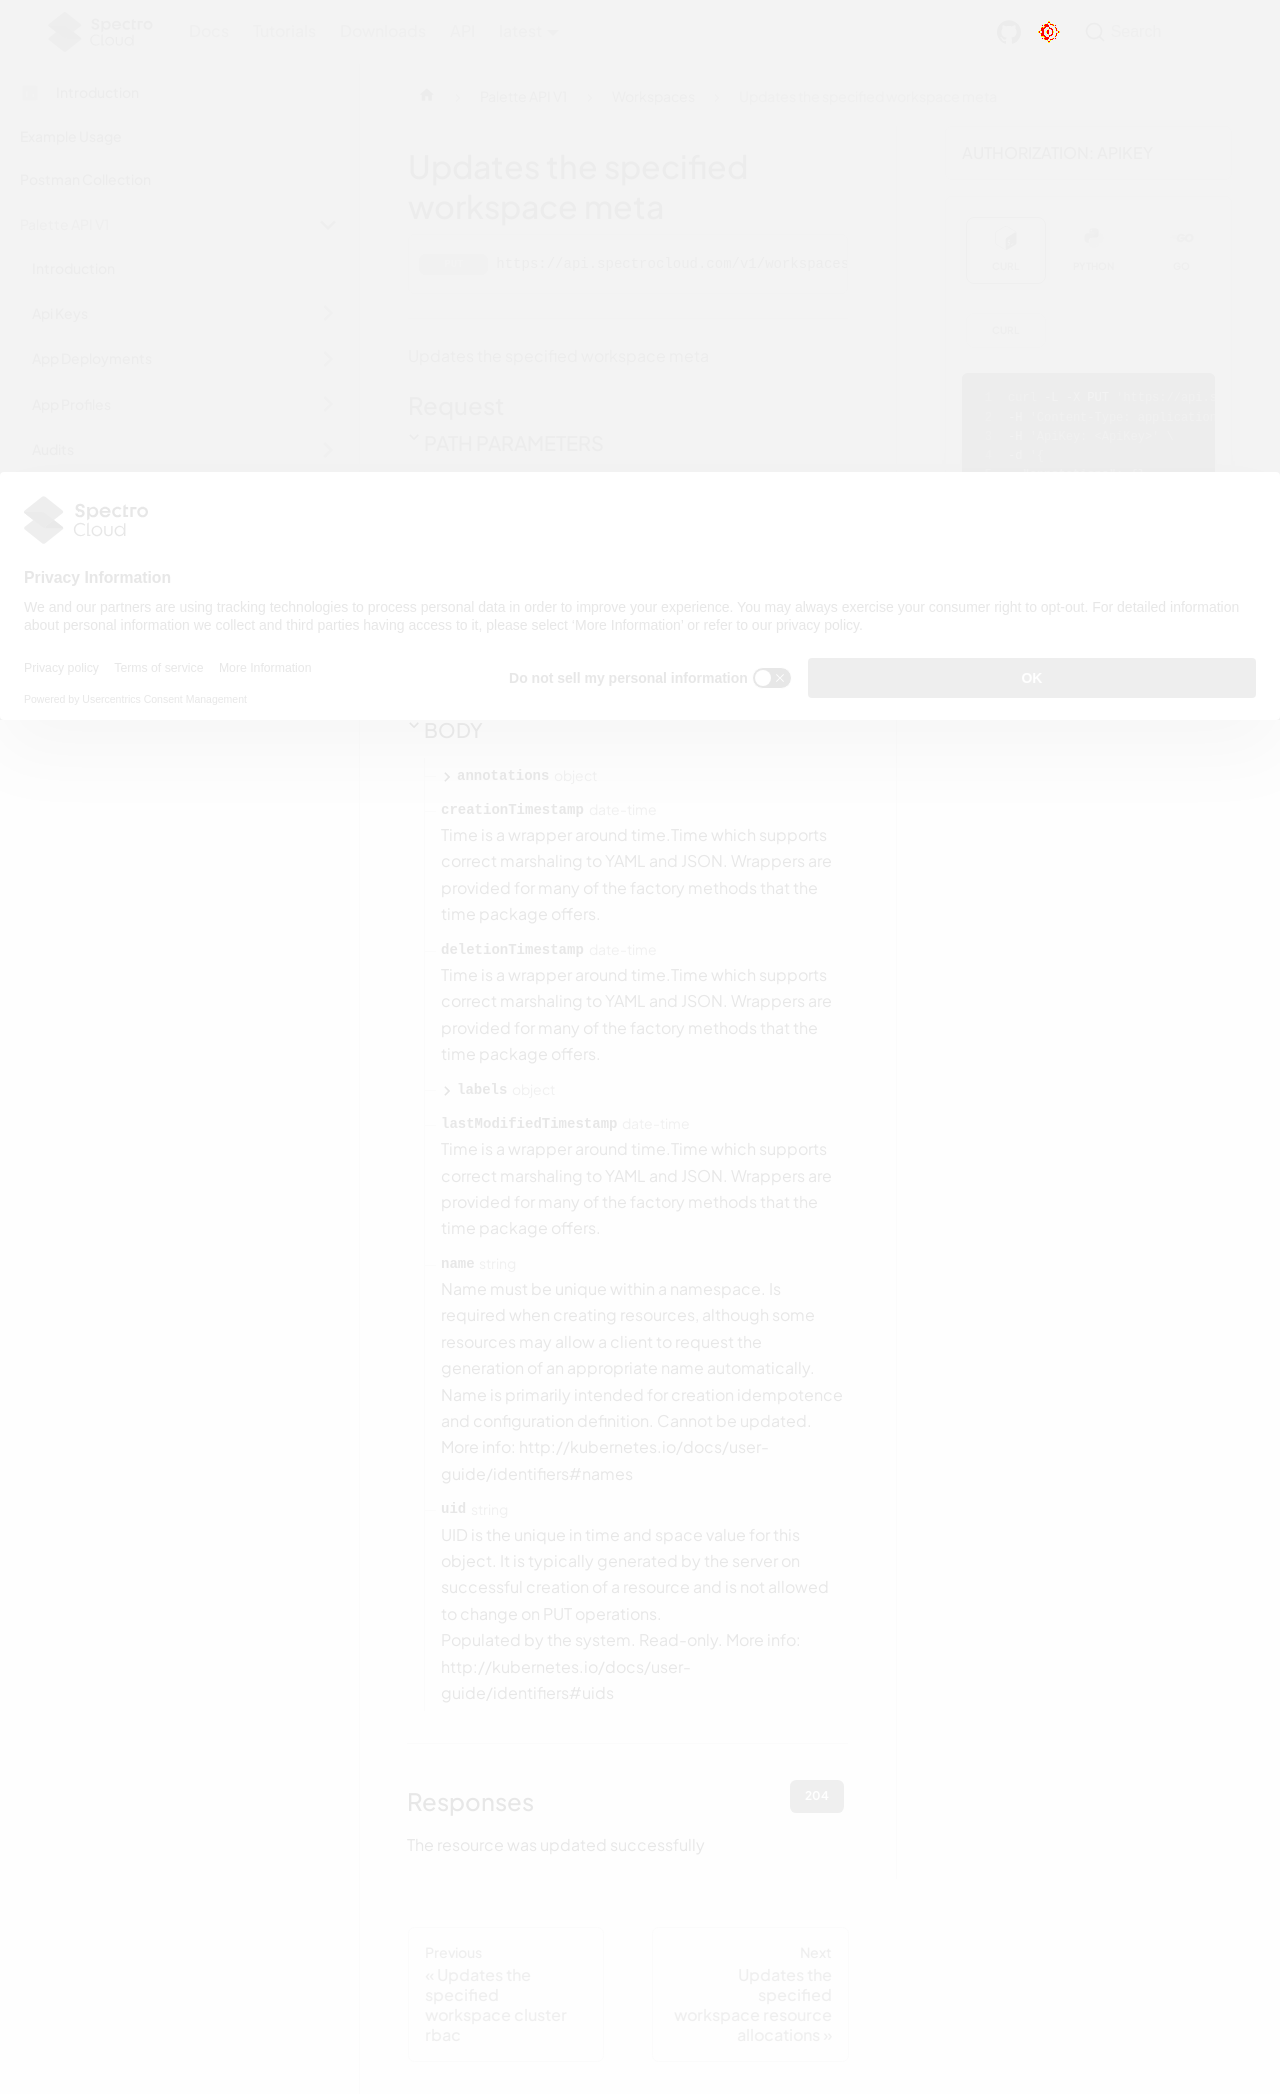 Spectro Cloud
Docs Tutorials Downloads API latest
Search
Introduction
Example Usage
Postman Collection
Palette API V1
Introduction
Api Keys
App Deployments
App Profiles
Audits
Palette API V1
Workspaces
Updates the specified workspace meta
Updates the specified
workspace meta
https://api.spectrocloud.com/v1/workspaces
Updates the specified workspace meta
Request
PATH PARAMETERS
AUTHORIZATION: APIKEY
CURL PYTHON GO
CURL
Spectro
Cloud
Privacy Information
We and our partners are using tracking technologies to process personal data in order to improve your experience. You may always exercise your consumer right to opt-out. For detailed information
about personal information we collect and third parties having access to it, please select 'More Information' or refer to our privacy policy.
Privacy policy Terms of service More Information
Powered by Usercentrics Consent Management
Do not sell my personal information
OK
BODY
annotations object
creationTimestamp date-time
Time is a wrapper around time.Time which supports
correct marshaling to YAML and JSON. Wrappers are
provided for many of the factory methods that the
time package offers.
deletionTimestamp date-time
Time is a wrapper around time.Time which supports
correct marshaling to YAML and JSON. Wrappers are
provided for many of the factory methods that the
time package offers.
labels object
lastModifiedTimestamp date-time
Time is a wrapper around time.Time which supports
correct marshaling to YAML and JSON. Wrappers are
provided for many of the factory methods that the
time package offers.
name string
Name must be unique within a namespace. Is
required when creating resources, although some
resources may allow a client to request the
generation of an appropriate name automatically.
Name is primarily intended for creation idempotence
and configuration definition. Cannot be updated.
More info: http://kubernetes.io/docs/user-
guide/identifiers#names
uid string
UID is the unique in time and space value for this
object. It is typically generated by the server on
successful creation of a resource and is not allowed
to change on PUT operations.
Populated by the system. Read-only. More info:
http://kubernetes.io/docs/user-
guide/identifiers#uids
Responses
204
The resource was updated successfully
Previous
« Updates the
specified
workspace cluster
rbac
Next
Updates the
specified
workspace resource
allocations »